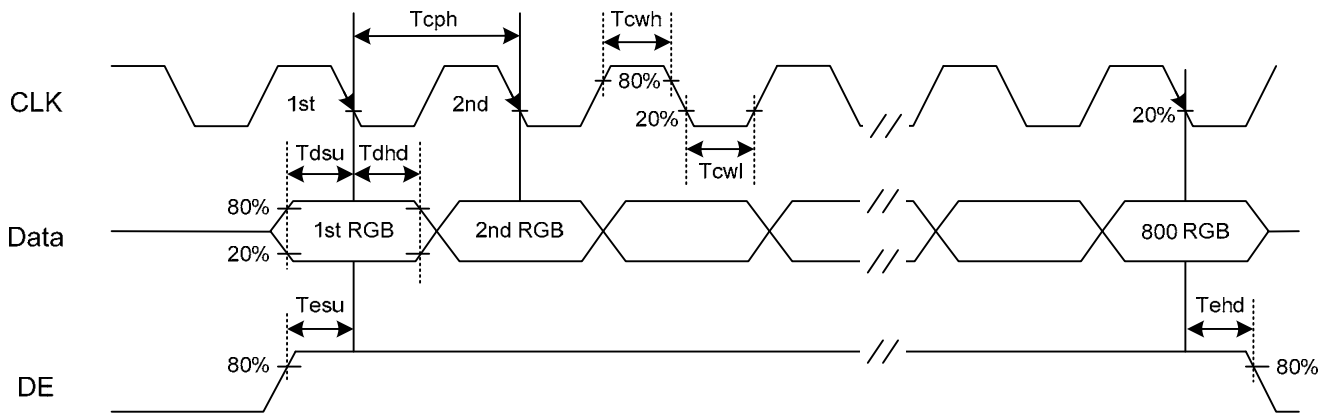 Tcph
Tcwh
CLK
1st
2nd
80%
20%
20%
Tcwl
Tdsu
Tdhd
Data
80%
20%
1st RGB
2nd RGB
800 RGB
Tesu
Tehd
DE
80%
80%